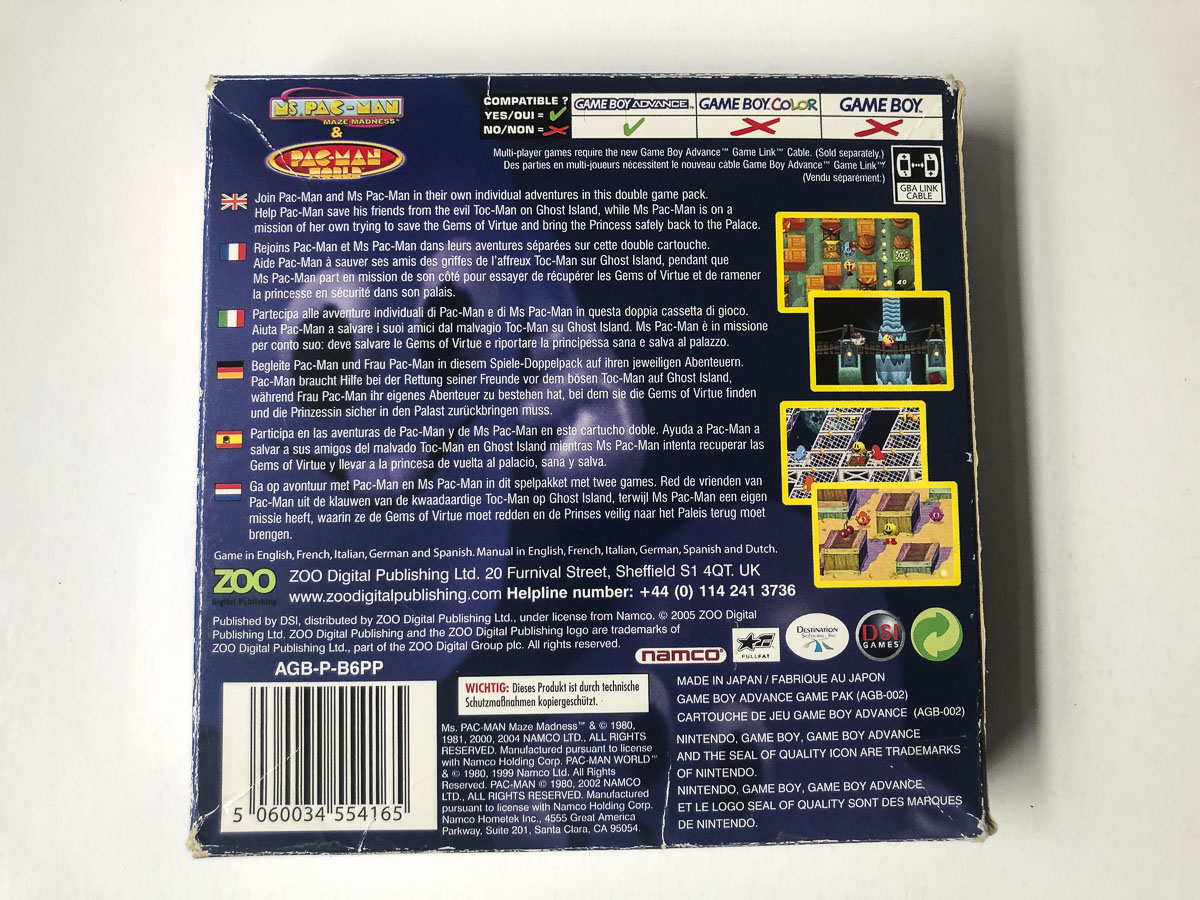 MS. PAC-MAN
MAZE MADNESS™
&
PAC-MAN
WORLD™
COMPATIBLE ?
YES/OUI =
NO/NON =
GAME BOY ADVANCE™
GAME BOY COLOR
GAME BOY.
Multi-player games require the new Game Boy Advance™ Game Link™ Cable. (Sold separately.)
Des parties en multi-joueurs nécessitent le nouveau câble Game Boy Advance™ Game Link™
(Vendu séparement:)
GBA LINK
CABLE
Join Pac-Man and Ms Pac-Man in their own individual adventures in this double game pack.
Help Pac-Man save his friends from the evil Toc-Man on Ghost Island, while Ms Pac-Man is on a
mission of her own trying to save the Gems of Virtue and bring the Princess safely back to the Palace.
Rejoins Pac-Man et Ms Pac-Man dans leurs aventures séparées sur cette double cartouche.
Aide Pac-Man à sauver ses amis des griffes de l'affreux Toc-Man sur Ghost Island, pendant que
Ms Pac-Man part en mission de son côté pour essayer de récupérer les Gems of Virtue et de ramener
la princesse en sécurité dans son palais.
Partecipa alle avventure individuali di Pac-Man e di Ms Pac-Man in questa doppia cassetta di gioco.
Aiuta Pac-Man a salvare i suoi amici dal malvagio Toc-Man su Ghost Island. Ms Pac-Man è in missione
per conto suo: deve salvare le Gems of Virtue e riportare la principessa sana e salva al palazzo.
Begleite Pac-Man und Frau Pac-Man in diesem Spiele-Doppelpack auf ihren jeweiligen Abenteuern.
Pac-Man braucht Hilfe bei der Rettung seiner Freunde vor dem bösen Toc-Man auf Ghost Island,
während Frau Pac-Man ihr eigenes Abenteuer zu bestehen hat, bei dem sie die Gems of Virtue finden
und die Prinzessin sicher in den Palast zurückbringen muss.
Participa en las aventuras de Pac-Man y de Ms Pac-Man en este cartucho doble. Ayuda a Pac-Man a
salvar a sus amigos del malvado Toc-Man en Ghost Island mientras Ms Pac-Man intenta recuperar las
Gems of Virtue y llevar a la princesa de vuelta al palacio, sana y salva.
Ga op avontuur met Pac-Man en Ms Pac-Man in dit spelpakket met twee games. Red de vrienden van
Pac-Man uit de klauwen van de kwaadaardige Toc-Man op Ghost Island, terwijl Ms Pac-Man een eigen
missie heeft, waarin ze de Gems of Virtue moet redden en de Prinses veilig naar het Paleis terug moet
brengen.
40
Game in English, French, Italian, German and Spanish. Manual in English, French, Italian, German, Spanish and Dutch.
ZOO
Digital Publishing
ZOO Digital Publishing Ltd. 20 Furnival Street, Sheffield S1 4QT. UK
www.zoodigitalpublishing.com Helpline number: +44 (0) 114 241 3736
Published by DSI, distributed by ZOO Digital Publishing Ltd., under license from Namco. © 2005 ZOO Digital
Publishing Ltd. ZOO Digital Publishing and the ZOO Digital Publishing logo are trademarks of
ZOO Digital Publishing Ltd., part of the ZOO Digital Group plc. All rights reserved.
namco®
FULLFAT
DESTINATION
Software, Inc.
DSI
GAMES
AGB-P-B6PP
5 060034 554165
WICHTIG: Dieses Produkt ist durch technische
Schutzmaßnahmen kopiergeschützt.
Ms. PAC-MAN Maze Madness™ & © 1980,
1981, 2000, 2004 NAMCO LTD., ALL RIGHTS
RESERVED. Manufactured pursuant to license
with Namco Holding Corp. PAC-MAN WORLD™
& © 1980, 1999 Namco Ltd. All Rights
Reserved. PAC-MAN © 1980, 2002 NAMCO
LTD., ALL RIGHTS RESERVED. Manufactured
pursuant to license with Namco Holding Corp.
Namco Hometek Inc., 4555 Great America
Parkway, Suite 201, Santa Clara, CA 95054.
MADE IN JAPAN / FABRIQUE AU JAPON
GAME BOY ADVANCE GAME PAK (AGB-002)
CARTOUCHE DE JEU GAME BOY ADVANCE (AGB-002)
NINTENDO, GAME BOY, GAME BOY ADVANCE
AND THE SEAL OF QUALITY ICON ARE TRADEMARKS
OF NINTENDO.
NINTENDO, GAME BOY, GAME BOY ADVANCE
ET LE LOGO SEAL OF QUALITY SONT DES MARQUES
DE NINTENDO.